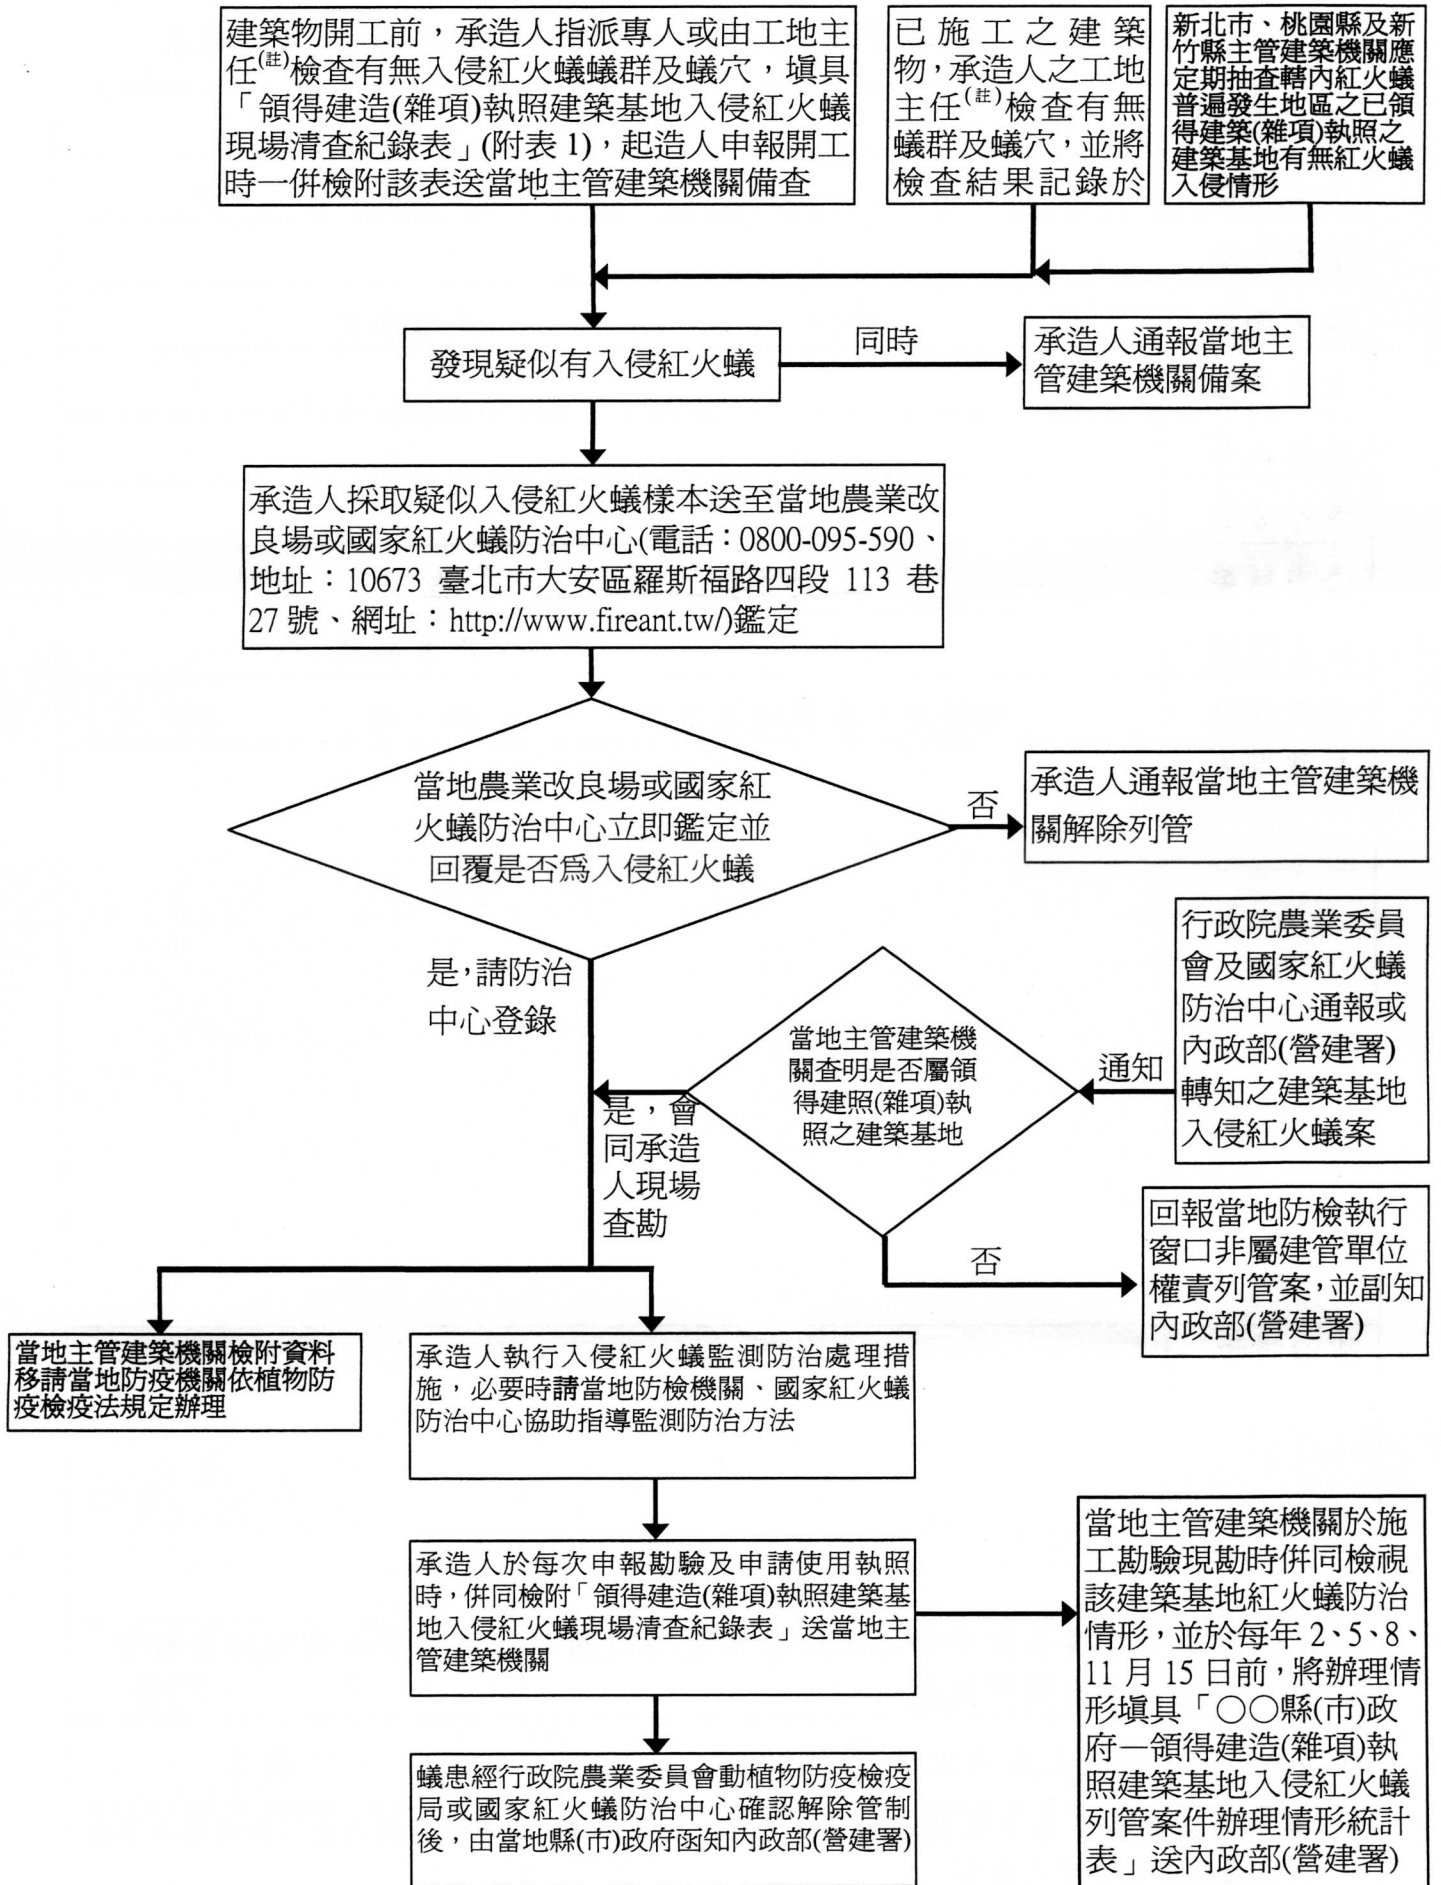 建築物開工前，承造人指派專人或由工地主
任(註)檢查有無入侵紅火蟻蟻群及蟻穴，填具
「領得建造(雜項)執照建築基地入侵紅火蟻
現場清查紀錄表」(附表 1)，起造人申報開工
時一併檢附該表送當地主管建築機關備查
已施工之建築
物，承造人之工地
主任(註)檢查有無
蟻群及蟻穴，並將
檢查結果記錄於
新北市、桃園縣及新
竹縣主管建築機關應
定期抽查轄內紅火蟻
普遍發生地區之已領
得建築(雜項)執照之
建築基地有無紅火蟻
入侵情形
發現疑似有入侵紅火蟻
同時
承造人通報當地主
管建築機關備案
承造人採取疑似入侵紅火蟻樣本送至當地農業改
良場或國家紅火蟻防治中心(電話：0800-095-590、
地址：10673 臺北市大安區羅斯福路四段 113 巷
27 號、網址：http://www.fireant.tw/)鑑定
當地農業改良場或國家紅
火蟻防治中心立即鑑定並
回覆是否為入侵紅火蟻
否
承造人通報當地主管建築機
關解除列管
是，請防治
中心登錄
當地主管建築機
關查明是否屬領
得建照(雜項)執
照之建築基地
通知
行政院農業委員
會及國家紅火蟻
防治中心通報或
內政部(營建署)
轉知之建築基地
入侵紅火蟻案
是，會
同承造
人現場
查勘
否
回報當地防檢執行
窗口非屬建管單位
權責列管案，並副知
內政部(營建署)
當地主管建築機關檢附資料
移請當地防疫機關依植物防
疫檢疫法規定辦理
承造人執行入侵紅火蟻監測防治處理措
施，必要時請當地防檢機關、國家紅火蟻
防治中心協助指導監測防治方法
承造人於每次申報勘驗及申請使用執照
時，併同檢附「領得建造(雜項)執照建築基
地入侵紅火蟻現場清查紀錄表」送當地主
管建築機關
當地主管建築機關於施
工勘驗現勘時併同檢視
該建築基地紅火蟻防治
情形，並於每年 2、5、8、
11 月 15 日前，將辦理情
形填具「○○縣(市)政
府—領得建造(雜項)執
照建築基地入侵紅火蟻
列管案件辦理情形統計
表」送內政部(營建署)
蟻患經行政院農業委員會動植物防疫檢疫
局或國家紅火蟻防治中心確認解除管制
後，由當地縣(市)政府函知內政部(營建署)